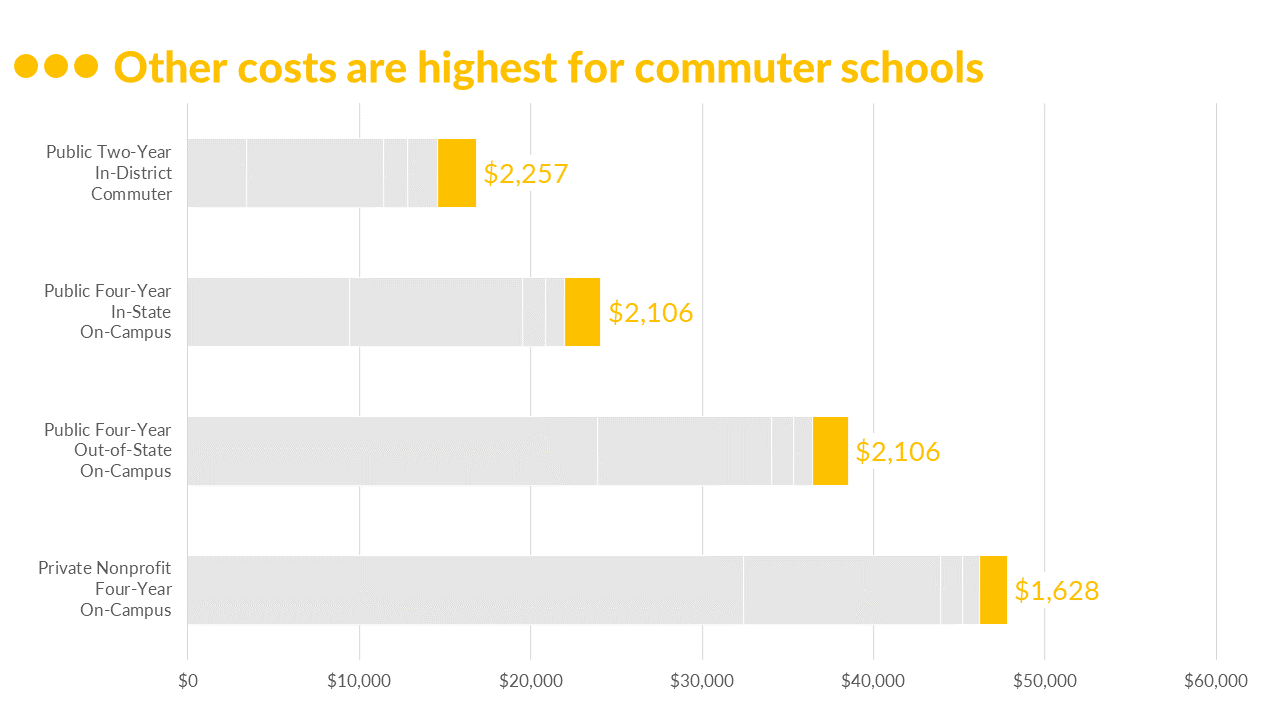 Other costs are highest for commuter schools
Public Two-Year
In-District
Commuter
$2,257
Public Four-Year
In-State
On-Campus
$2,106
Public Four-Year
Out-of-State
On-Campus
$2,106
Private Nonprofit
Four-Year
On-Campus
$1,628
$0 $10,000 $20,000 $30,000 $40,000 $50,000 $60,000